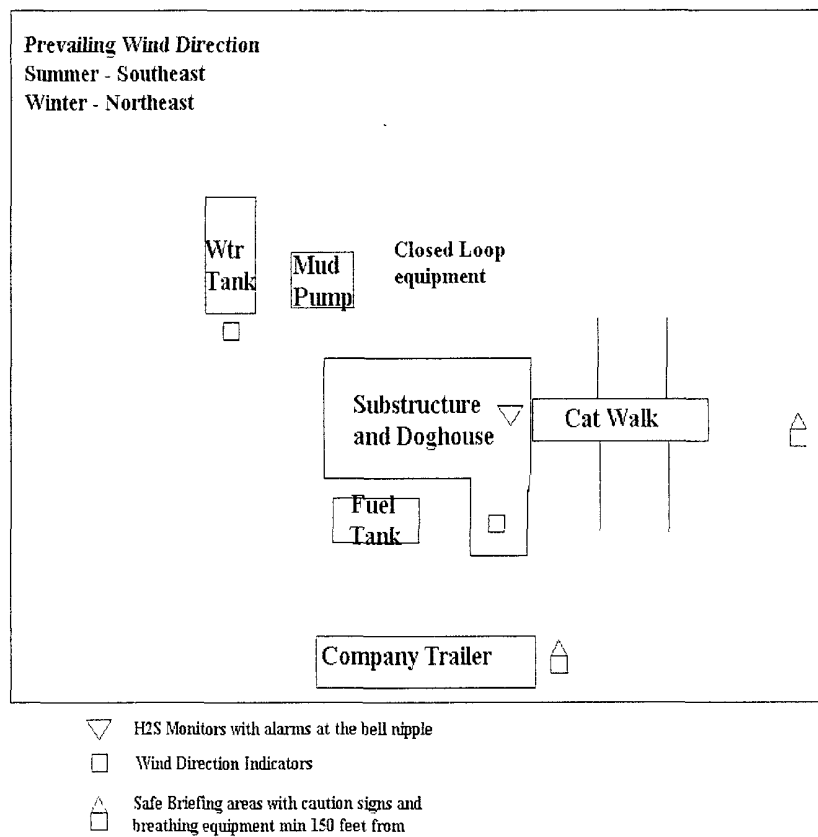 Prevailing Wind Direction
Summer - Southeast
Winter - Northeast
Wtr
Tank
Mud
Pump
Closed Loop
equipment
Substructure
and Doghouse
Cat Walk
Fuel
Tank
Company Trailer
H2S Monitors with alarms at the bell nipple
Wind Direction Indicators
Safe Briefing areas with caution signs and
breathing equipment min 150 feet from